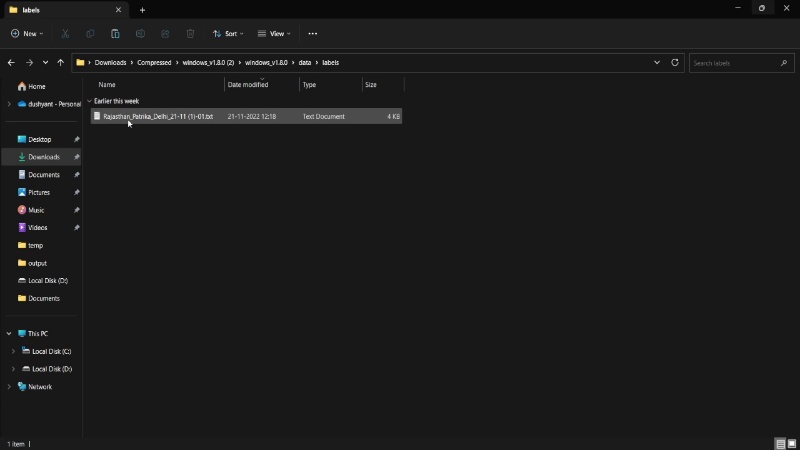 labels
New
Sort
View
Downloads > Compressed > windows_v1.8.0 (2) > windows_v1.8.0 > data > labels
Search labels
Name
Date modified
Type
Size
Earlier this week
Rajasthan_Patrika_Delhi_21-11 (1)-01.txt
21-11-2022 12:18
Text Document
4 KB
Home
dushyant - Personal
Desktop
Downloads
Documents
Pictures
Music
Videos
temp
output
Local Disk (D:)
Documents
This PC
Local Disk (C:)
Local Disk (D:)
Network
1 item